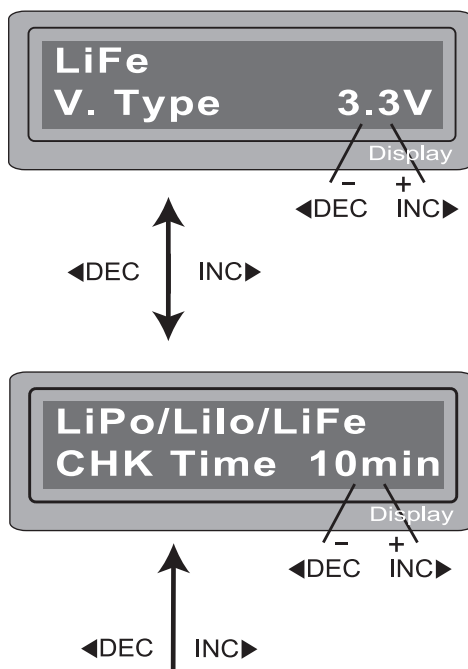 LiFe
V. Type 3.3V
Display
- +
◀DEC INC▶
◀DEC INC▶
LiPo/LiIo/LiFe
CHK Time 10min
Display
- +
◀DEC INC▶
◀DEC INC▶